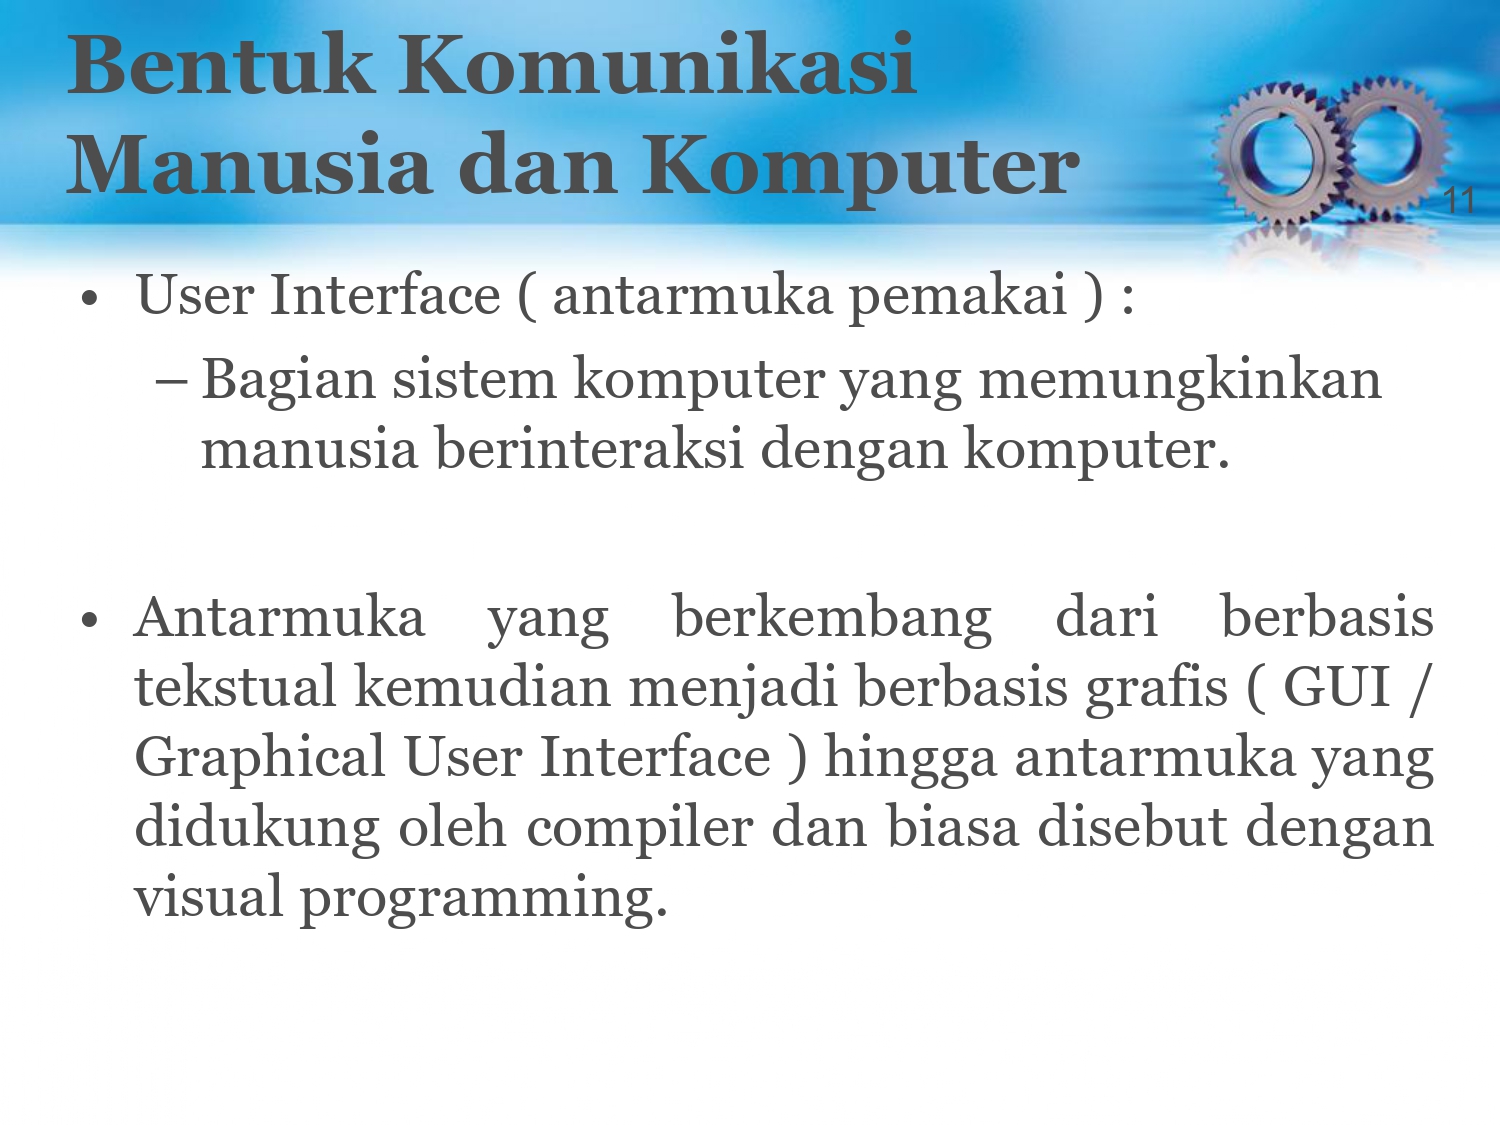 Bentuk Komunikasi
Manusia dan Komputer
11
• User Interface ( antarmuka pemakai ) :
– Bagian sistem komputer yang memungkinkan
manusia berinteraksi dengan komputer.
• Antarmuka yang berkembang dari berbasis
tekstual kemudian menjadi berbasis grafis ( GUI /
Graphical User Interface ) hingga antarmuka yang
didukung oleh compiler dan biasa disebut dengan
visual programming.